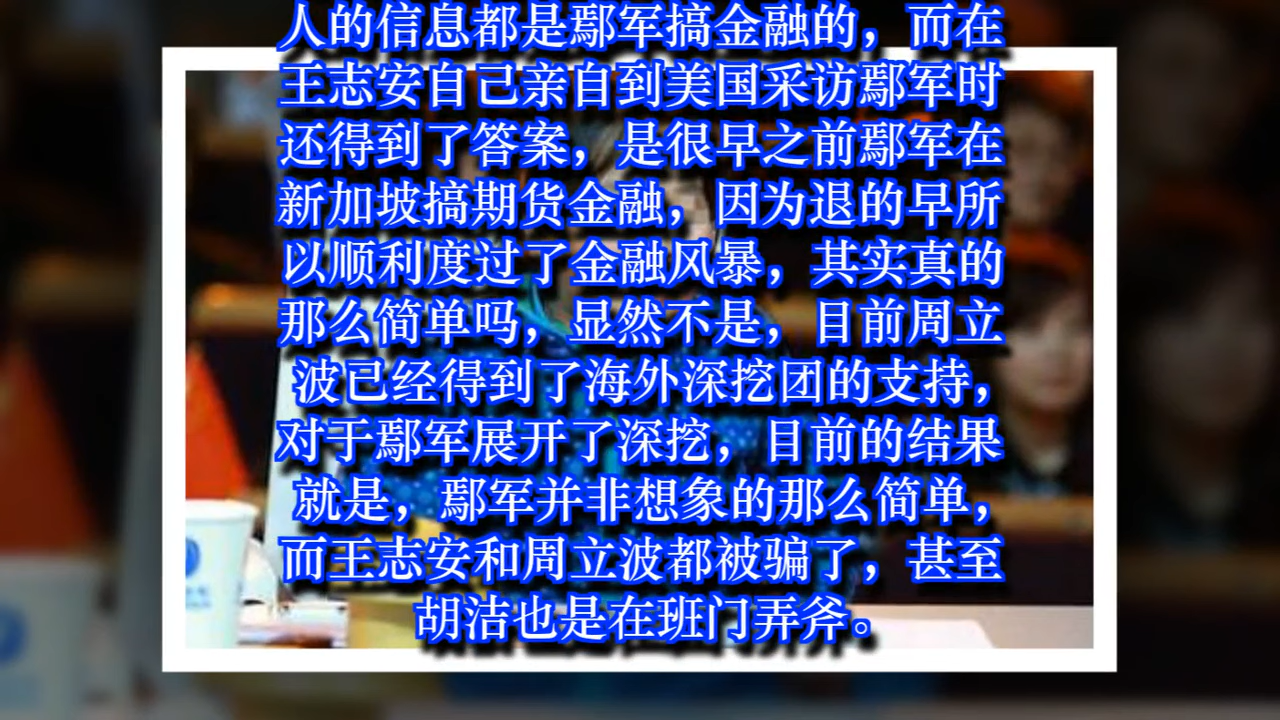 人的信息都是鄢军搞金融的，而在
王志安自己亲自到美国采访鄢军时
还得到了答案，是很早之前鄢军在
新加坡搞期货金融，因为退的早所
以顺利度过了金融风暴，其实真的
那么简单吗，显然不是，目前周立
波已经得到了海外深挖团的支持，
对于鄢军展开了深挖，目前的结果
就是，鄢军并非想象的那么简单，
而王志安和周立波都被骗了，甚至
胡洁也是在班门弄斧。